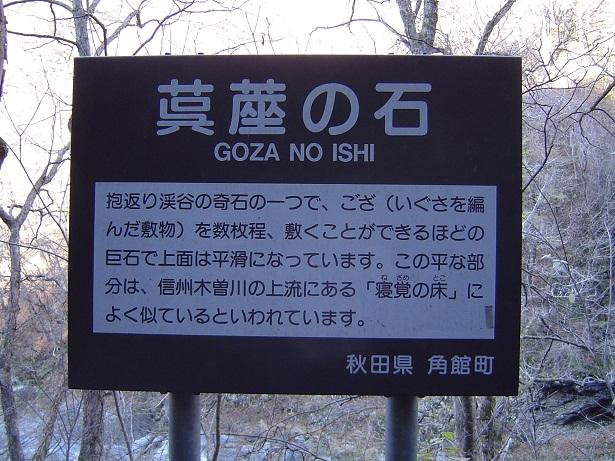 茣蓙の石
GOZA NO ISHI
抱返り渓谷の奇石の一つで、ござ（いぐさを編
んだ敷物）を数枚程、敷くことができるほどの
巨石で上面は平滑になっています。この平な部
分は、信州木曽川の上流にある「寝覚の床」に
よく似ているといわれています。
秋田県 角館町